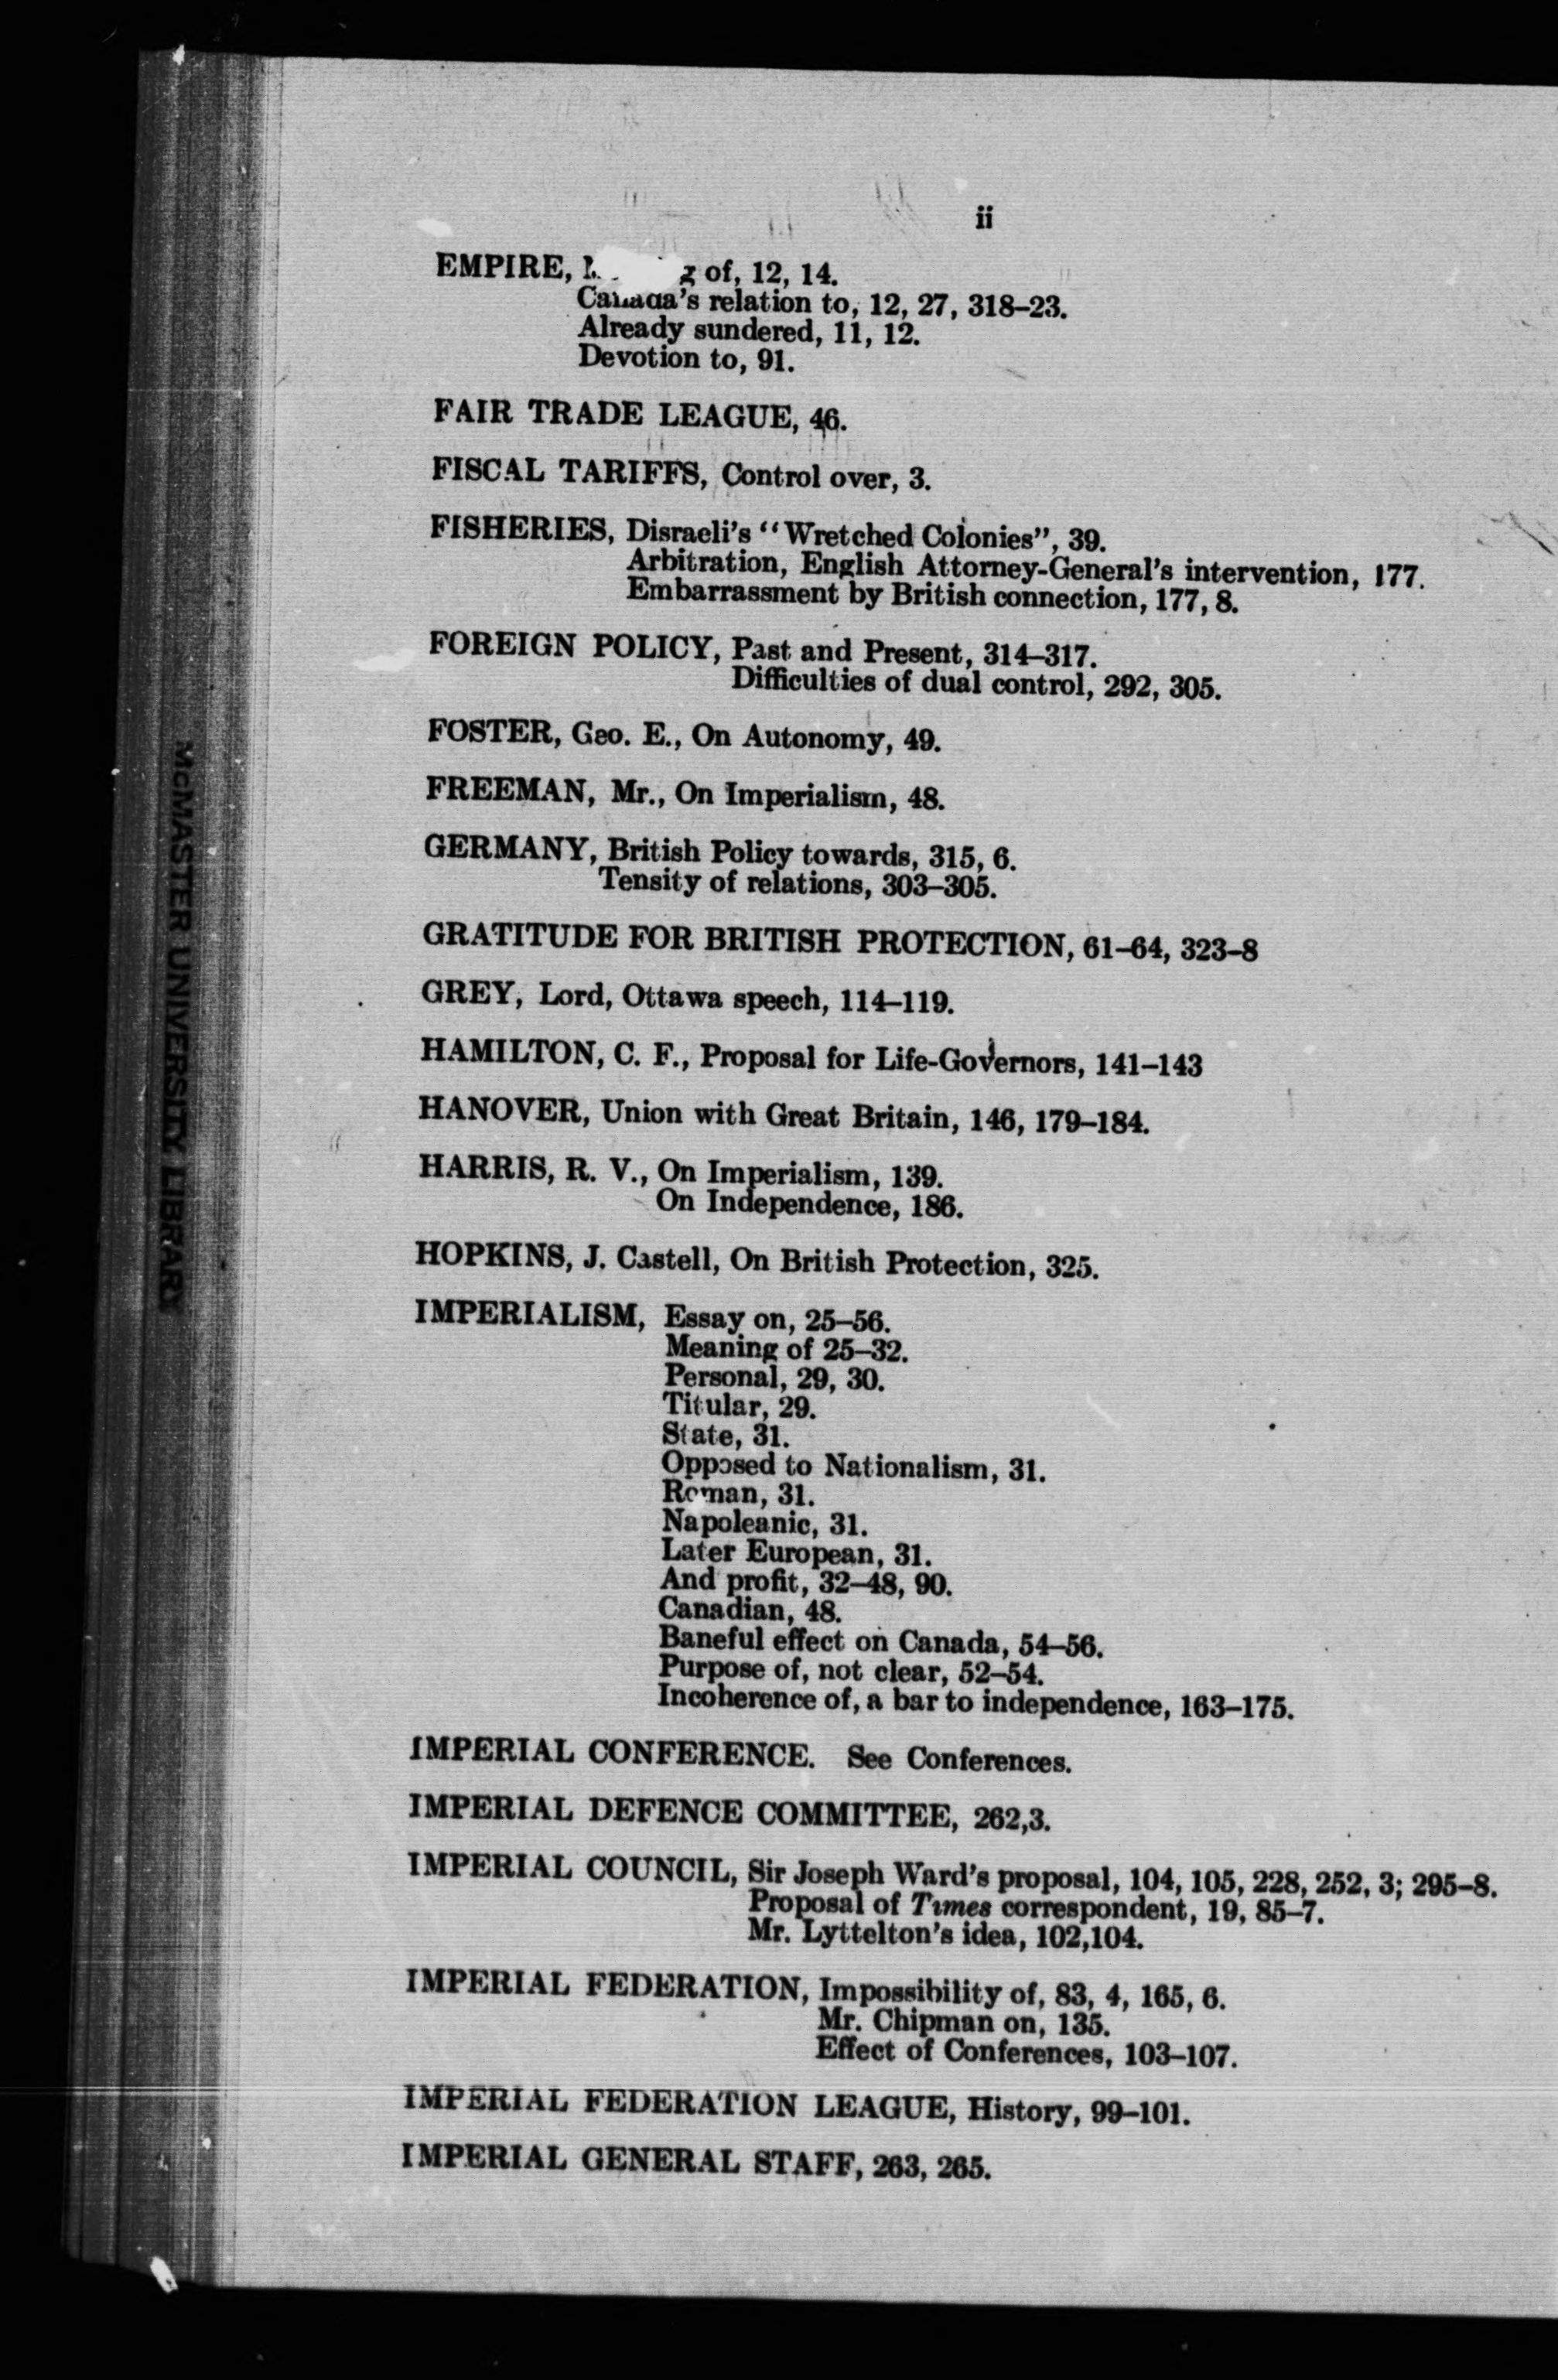 ii
EMPIRE, of, 12, 14.
Canada's relation to, 12, 27, 318–23.
Already sundered, 11, 12.
Devotion to, 91.
FAIR TRADE LEAGUE, 46.
FISCAL TARIFFS, Control over, 3.
FISHERIES, Disraeli's "Wretched Colonies", 39.
Arbitration, English Attorney-General's intervention, 177.
Embarrassment by British connection, 177, 8.
FOREIGN POLICY, Past and Present, 314–317.
Difficulties of dual control, 292, 305.
FOSTER, Geo. E., On Autonomy, 49.
FREEMAN, Mr., On Imperialism, 48.
GERMANY, British Policy towards, 315, 6.
Tensity of relations, 303–305.
GRATITUDE FOR BRITISH PROTECTION, 61–64, 323–8
GREY, Lord, Ottawa speech, 114–119.
HAMILTON, C. F., Proposal for Life-Governors, 141–143
HANOVER, Union with Great Britain, 146, 179–184.
HARRIS, R. V., On Imperialism, 139.
On Independence, 186.
HOPKINS, J. Castell, On British Protection, 325.
IMPERIALISM, Essay on, 25–56.
Meaning of 25–32.
Personal, 29, 30.
Titular, 29.
State, 31.
Opposed to Nationalism, 31.
Roman, 31.
Napoleanic, 31.
Later European, 31.
And profit, 32–48, 90.
Canadian, 48.
Baneful effect on Canada, 54–56.
Purpose of, not clear, 52–54.
Incoherence of, a bar to independence, 163–175.
IMPERIAL CONFERENCE. See Conferences.
IMPERIAL DEFENCE COMMITTEE, 262,3.
IMPERIAL COUNCIL, Sir Joseph Ward's proposal, 104, 105, 228, 252, 3; 295–8.
Proposal of Times correspondent, 19, 85–7.
Mr. Lyttelton's idea, 102,104.
IMPERIAL FEDERATION, Impossibility of, 83, 4, 165, 6.
Mr. Chipman on, 135.
Effect of Conferences, 103–107.
IMPERIAL FEDERATION LEAGUE, History, 99–101.
IMPERIAL GENERAL STAFF, 263, 265.
McMASTER UNIVERSITY LIBRARY